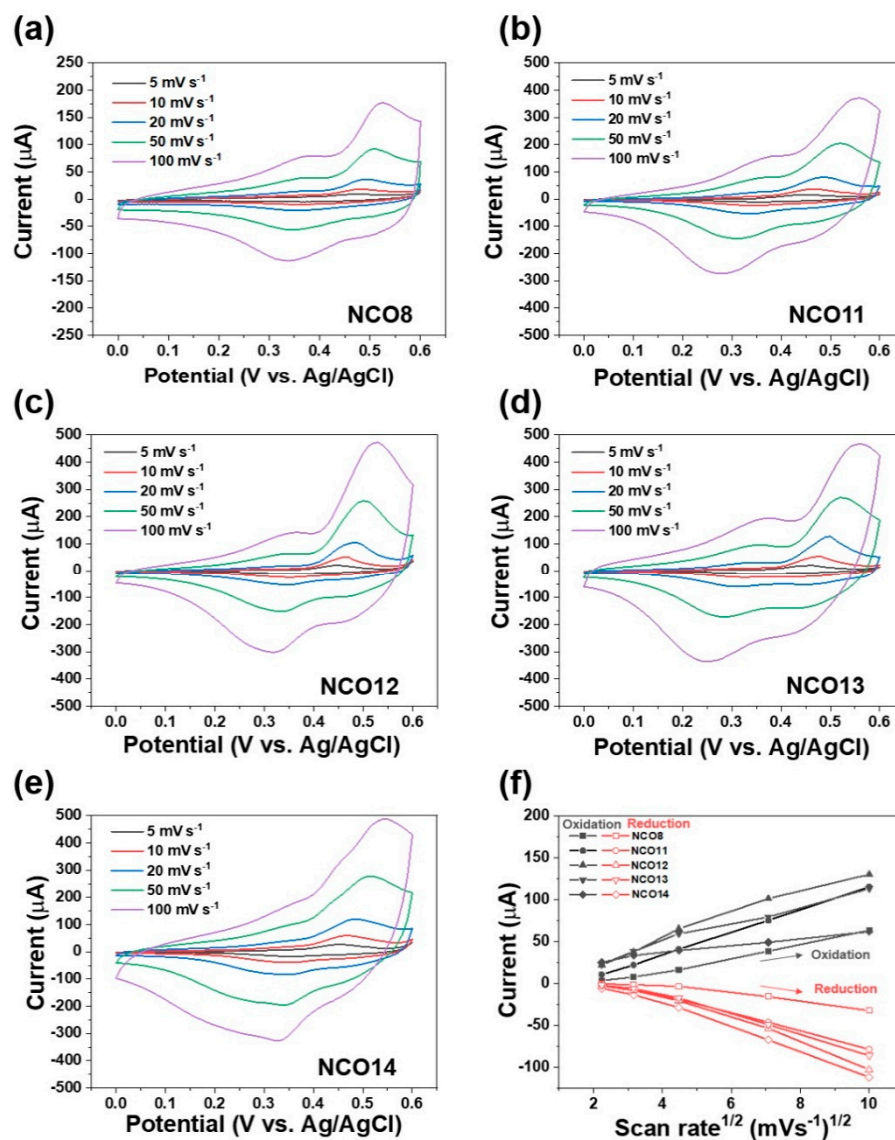 (a)
250
200
150
100
50
0
-50
-100
-150
-200
-250
Current (μA)
5 mV s-1
10 mV s-1
20 mV s-1
50 mV s-1
100 mV s-1
NCO8
0.0 0.1 0.2 0.3 0.4 0.5 0.6
Potential (V vs. Ag/AgCl)
(b)
500
400
300
200
100
0
-100
-200
-300
-400
-500
Current (μA)
5 mV s-1
10 mV s-1
20 mV s-1
50 mV s-1
100 mV s-1
NCO11
0.0 0.1 0.2 0.3 0.4 0.5 0.6
Potential (V vs. Ag/AgCl)
(c)
500
400
300
200
100
0
-100
-200
-300
-400
-500
Current (μA)
5 mV s-1
10 mV s-1
20 mV s-1
50 mV s-1
100 mV s-1
NCO12
0.0 0.1 0.2 0.3 0.4 0.5 0.6
Potential (V vs. Ag/AgCl)
(d)
500
400
300
200
100
0
-100
-200
-300
-400
-500
Current (μA)
5 mV s-1
10 mV s-1
20 mV s-1
50 mV s-1
100 mV s-1
NCO13
0.0 0.1 0.2 0.3 0.4 0.5 0.6
Potential (V vs. Ag/AgCl)
(e)
500
400
300
200
100
0
-100
-200
-300
-400
-500
Current (μA)
5 mV s-1
10 mV s-1
20 mV s-1
50 mV s-1
100 mV s-1
NCO14
0.0 0.1 0.2 0.3 0.4 0.5 0.6
Potential (V vs. Ag/AgCl)
(f)
200
150
100
50
0
-50
-100
Current (μA)
Oxidation Reduction
NCO8
NCO11
NCO12
NCO13
NCO14
Oxidation
Reduction
2 4 6 8 10
Scan rate1/2 (mVs-1)1/2